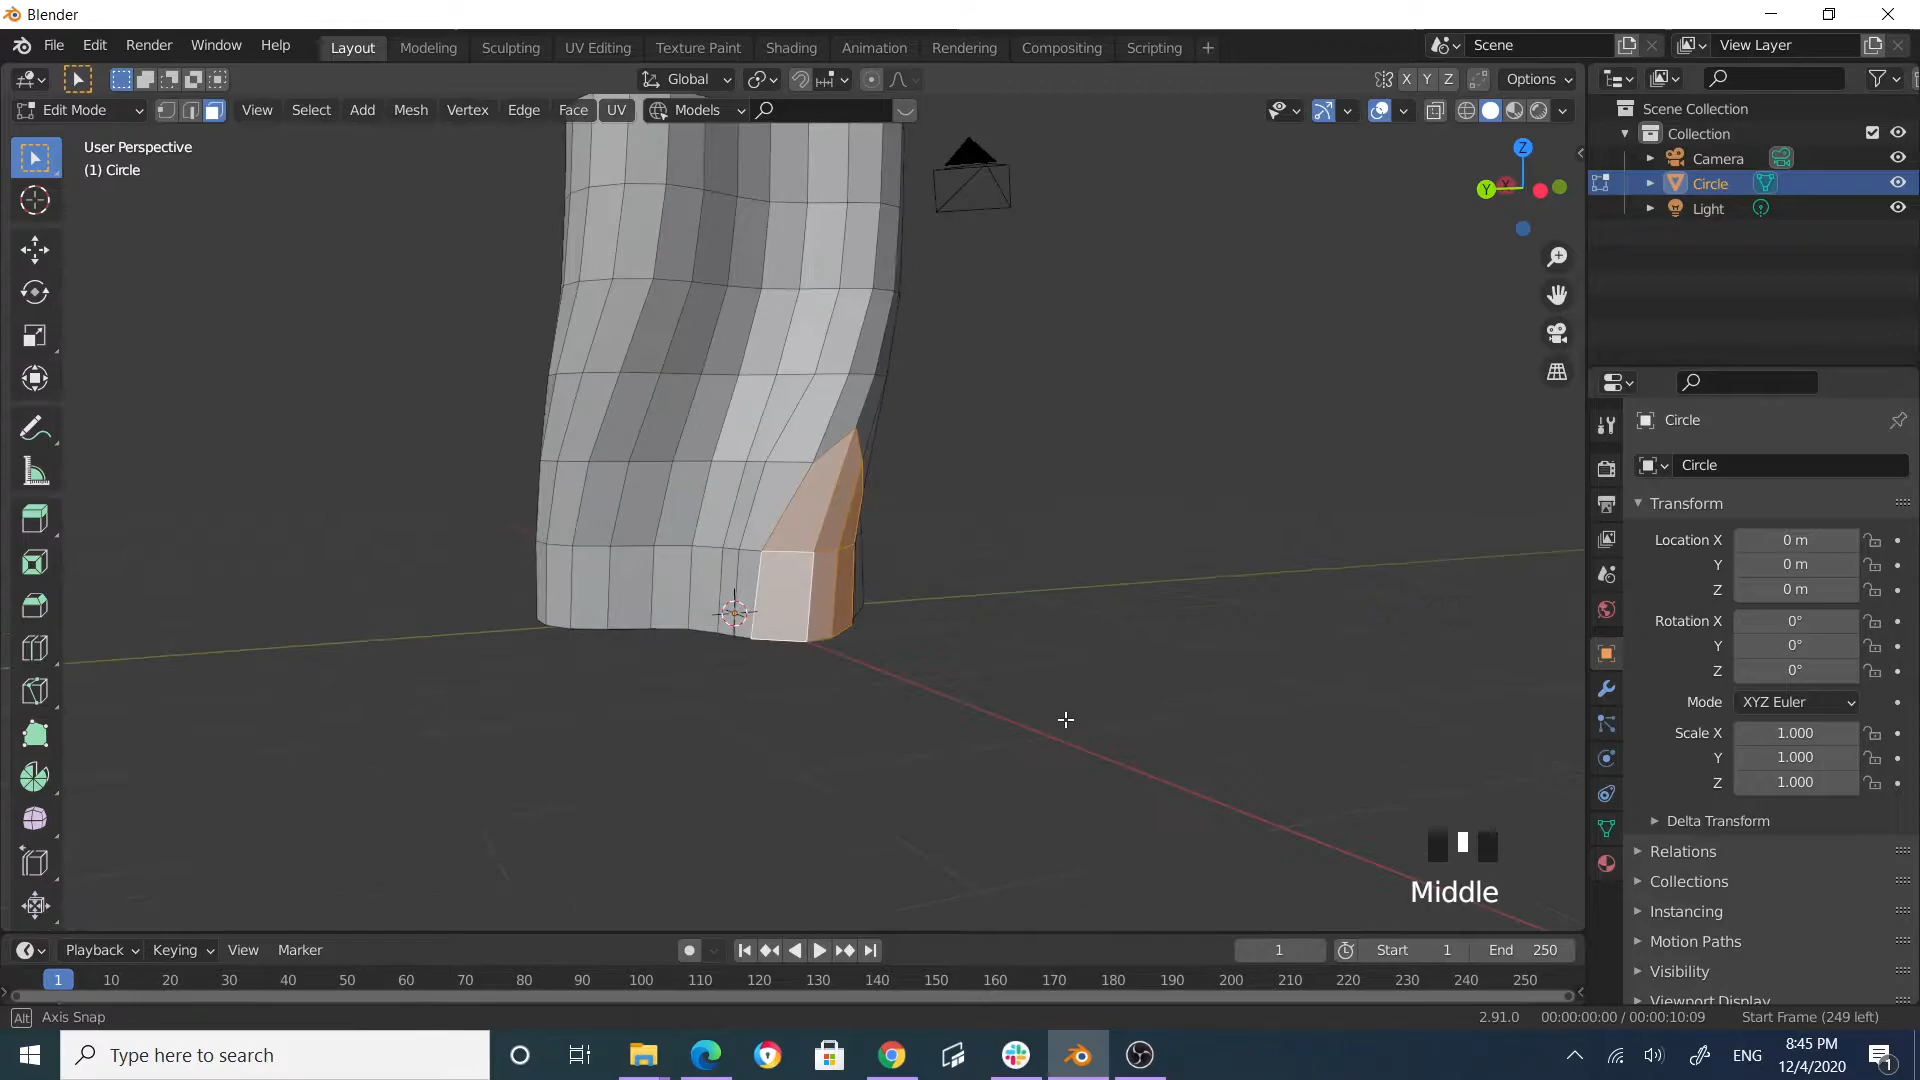 Blender
File Edit Render Window Help Layout Modeling Sculpting UV Editing Texture Paint Shading Animation Rendering Compositing Scripting + Scene View Layer
Global X Y Z Options
Edit Mode View Select Add Mesh Vertex Edge Face UV Models
User Perspective
(1) Circle
Z
Y
X
Scene Collection
Collection
Camera
Circle
Light
Circle
Circle
Transform
Location X 0 m
Y 0 m
Z 0 m
Rotation X 0°
Y 0°
Z 0°
Mode XYZ Euler
Scale X 1.000
Y 1.000
Z 1.000
Delta Transform
Relations
Collections
Instancing
Motion Paths
Visibility
Viewport Display
Middle
Playback Keying View Marker 1 Start 1 End 250
1 10 20 30 40 50 60 70 80 90 100 110 120 130 140 150 160 170 180 190 200 210 220 230 240 250
Alt Axis Snap 2.91.0 00:00:00:00 / 00:00:10:09 Start Frame (249 left)
Type here to search
ENG
8:45 PM
12/4/2020
1